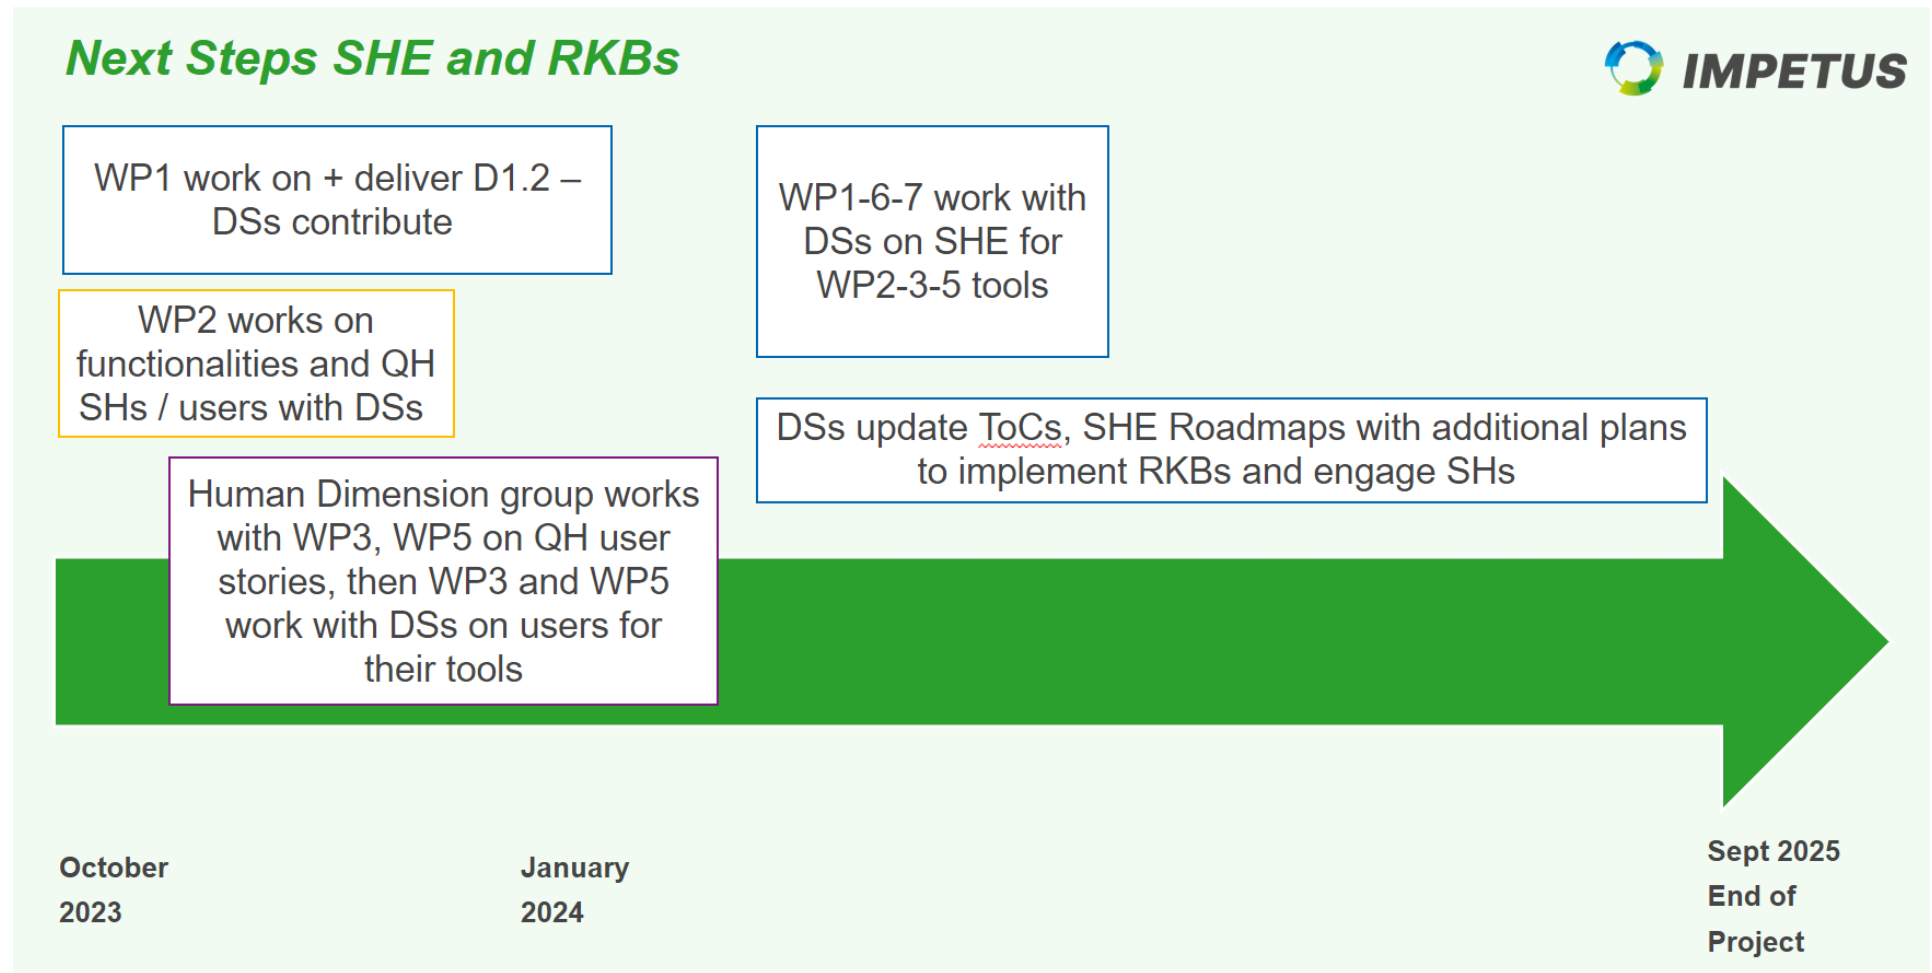 Next Steps SHE and RKBs
IMPETUS
WP1 work on + deliver D1.2 –
DSs contribute
WP2 works on
functionalities and QH
SHs / users with DSs
Human Dimension group works
with WP3, WP5 on QH user
stories, then WP3 and WP5
work with DSs on users for
their tools
WP1-6-7 work with
DSs on SHE for
WP2-3-5 tools
DSs update ToCs, SHE Roadmaps with additional plans
to implement RKBs and engage SHs
October
2023
January
2024
Sept 2025
End of
Project